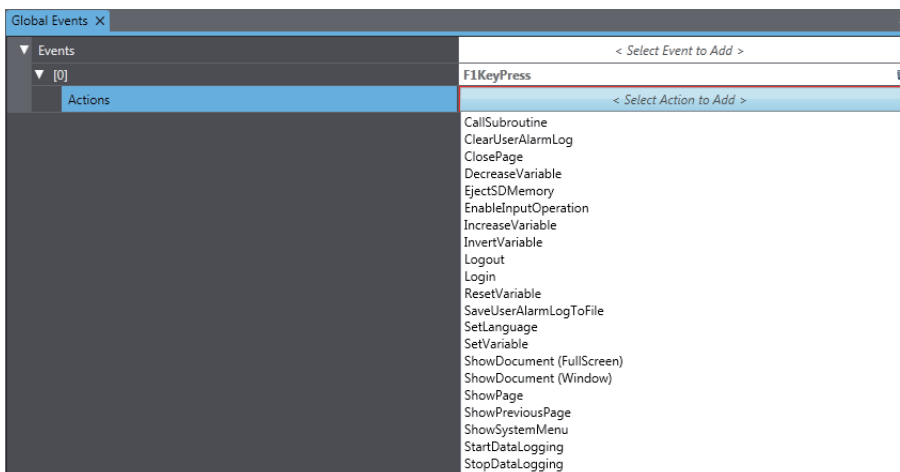 Global Events X
Events < Select Event to Add >
[0] F1KeyPress
Actions < Select Action to Add >
CallSubroutine
ClearUserAlarmLog
ClosePage
DecreaseVariable
EjectSDMemory
EnableInputOperation
IncreaseVariable
InvertVariable
Logout
Login
ResetVariable
SaveUserAlarmLogToFile
SetLanguage
SetVariable
ShowDocument (FullScreen)
ShowDocument (Window)
ShowPage
ShowPreviousPage
ShowSystemMenu
StartDataLogging
StopDataLogging